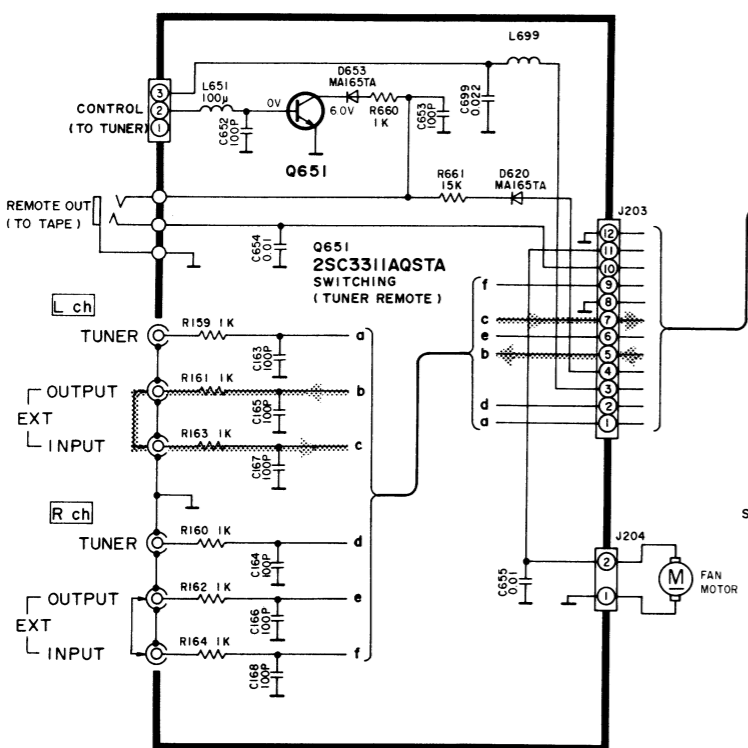 L699
D653
MA165TA
L651
100μ
3
2
1
CONTROL
(TO TUNER)
0V
6.0V
R660
1K
C652
100P
C653
100P
C699
0.022
Q651
R661
15K
D620
MA165TA
REMOTE OUT
(TO TAPE)
C654
0.01
Q651
2SC3311AQSTA
SWITCHING
(TUNER REMOTE)
J203
12
11
10
9
8
7
6
5
4
3
2
1
f
c
e
b
d
a
L ch
TUNER
R159 1K
C163
100P
a
OUTPUT
R161 1K
C165
100P
b
EXT
INPUT
R163 1K
C167
100P
c
R ch
TUNER
R160 1K
C164
100P
d
OUTPUT
R162 1K
C166
100P
e
EXT
INPUT
R164 1K
C168
100P
f
S
J204
2
1
C655
0.01
M
FAN
MOTOR